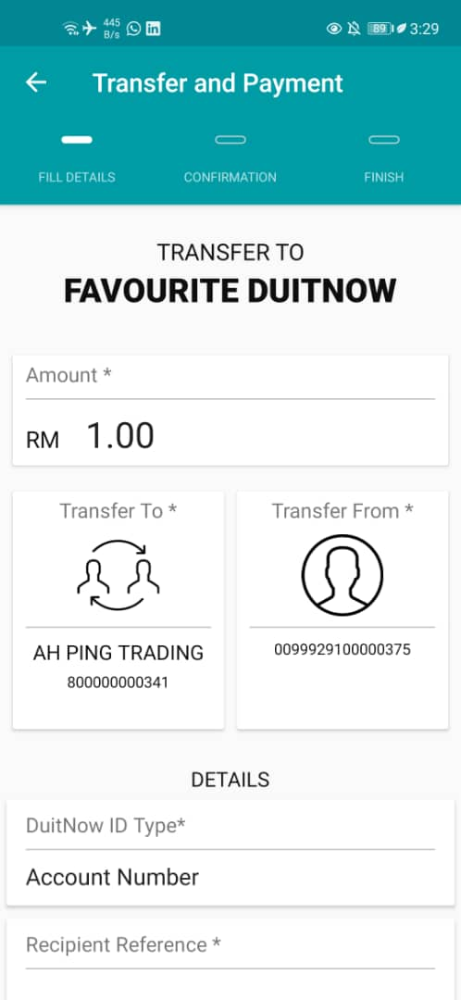 445
B/s
in
89
3:29
Transfer and Payment
FILL DETAILS
CONFIRMATION
FINISH
TRANSFER TO
FAVOURITE DUITNOW
Amount *
RM 1.00
Transfer To *
AH PING TRADING
800000000341
Transfer From *
0099929100000375
DETAILS
DuitNow ID Type*
Account Number
Recipient Reference *